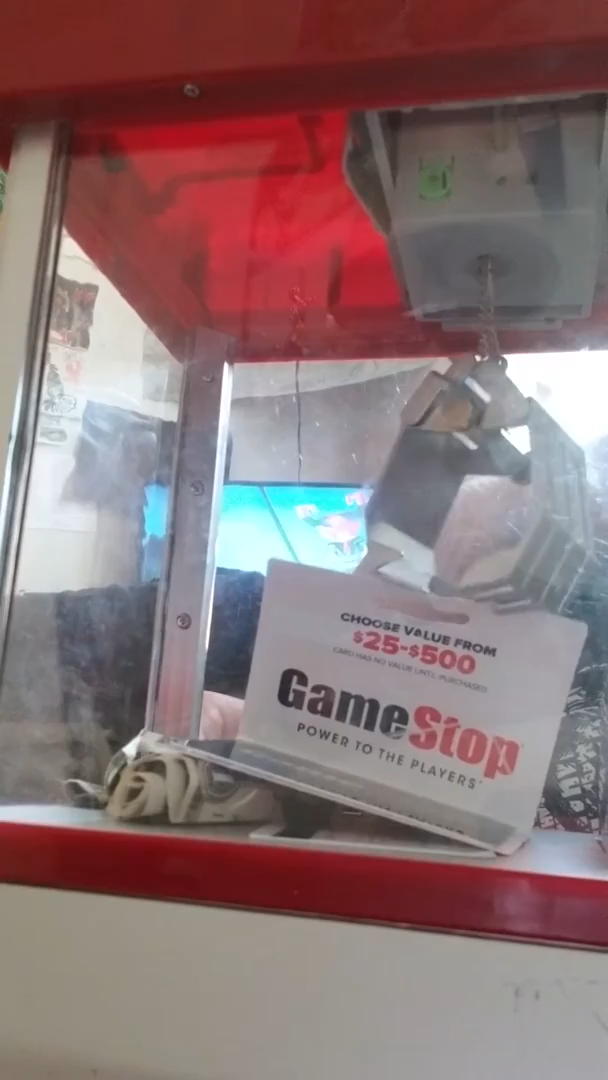 CHOOSE VALUE FROM
$25-$500
CARD HAS NO VALUE UNTIL PURCHASED
GameStop
POWER TO THE PLAYERS